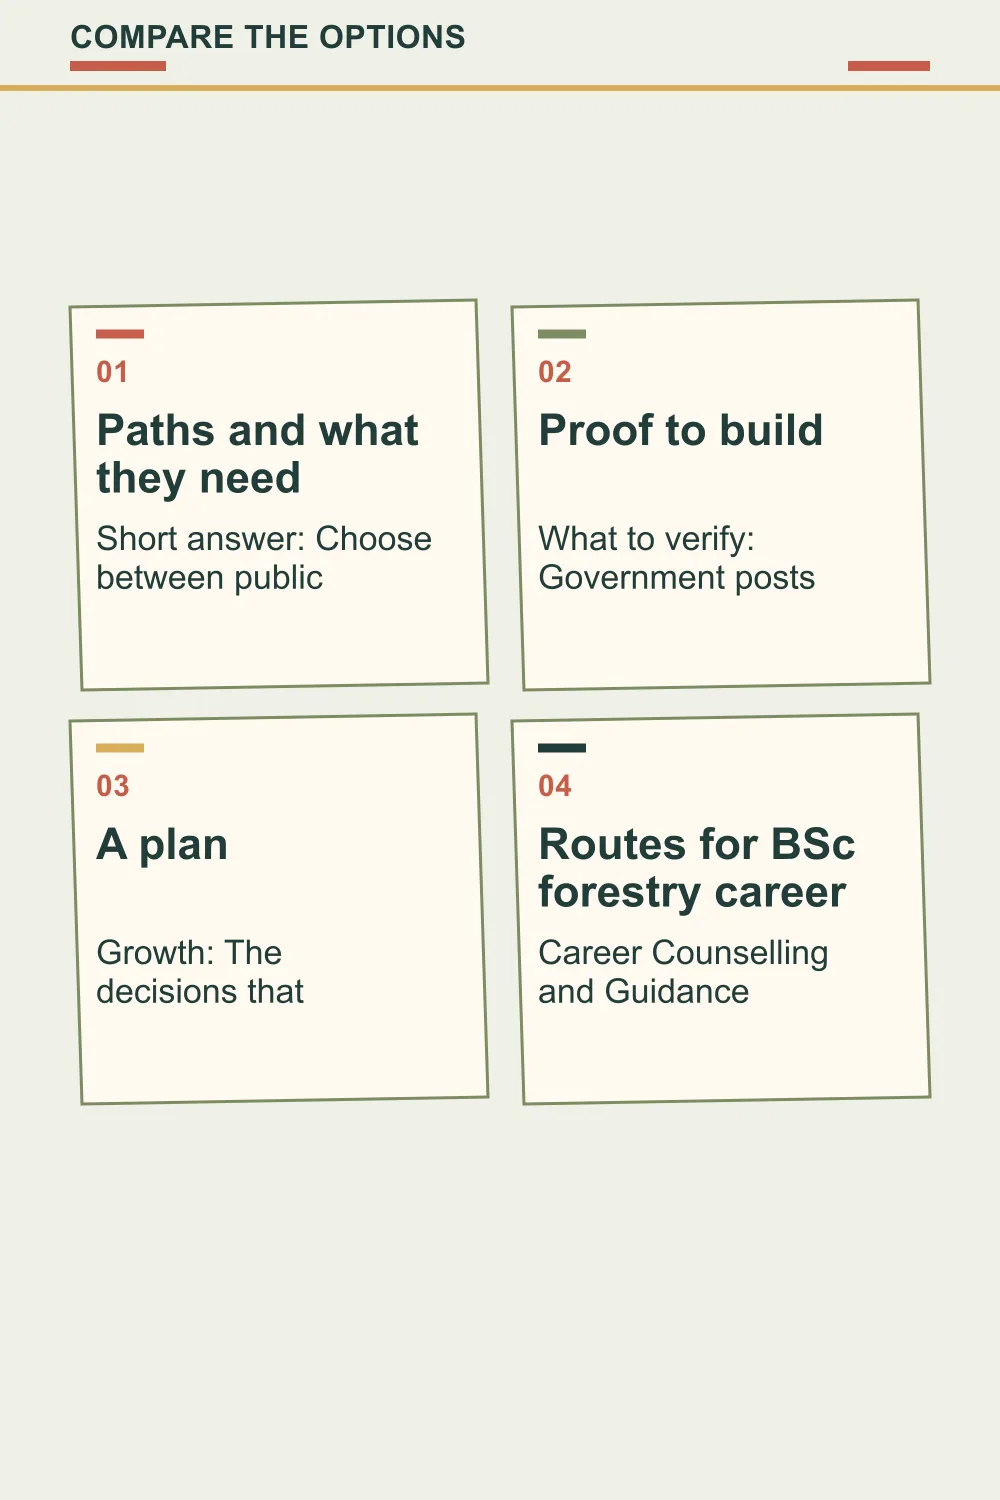 COMPARE THE OPTIONS
01
Paths and what
they need
Short answer: Choose
between public
02
Proof to build
What to verify:
Government posts
03
A plan
Growth: The
decisions that
04
Routes for BSc
forestry career
Career Counselling
and Guidance